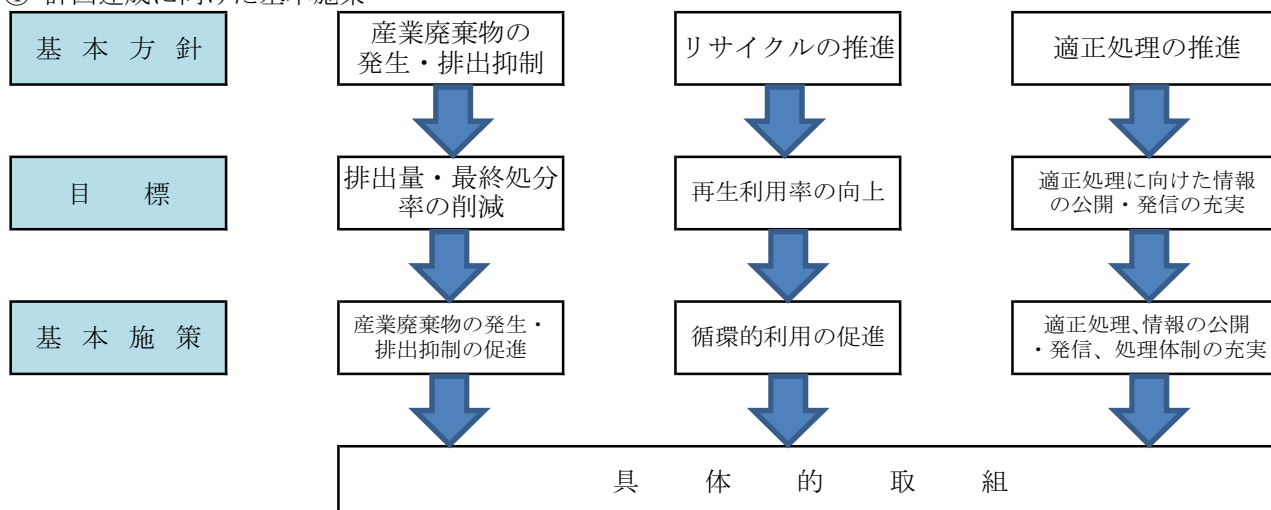 計画達成に向けた基本施策
基本方針
産業廃棄物の
発生・排出抑制
リサイクルの推進
適正処理の推進
目標
排出量・最終処分
率の削減
再生利用率の向上
適正処理に向けた情報
の公開・発信の充実
基本施策
産業廃棄物の発生・
排出抑制の促進
循環的利用の促進
適正処理、情報の公開
・発信、処理体制の充実
具体的取組